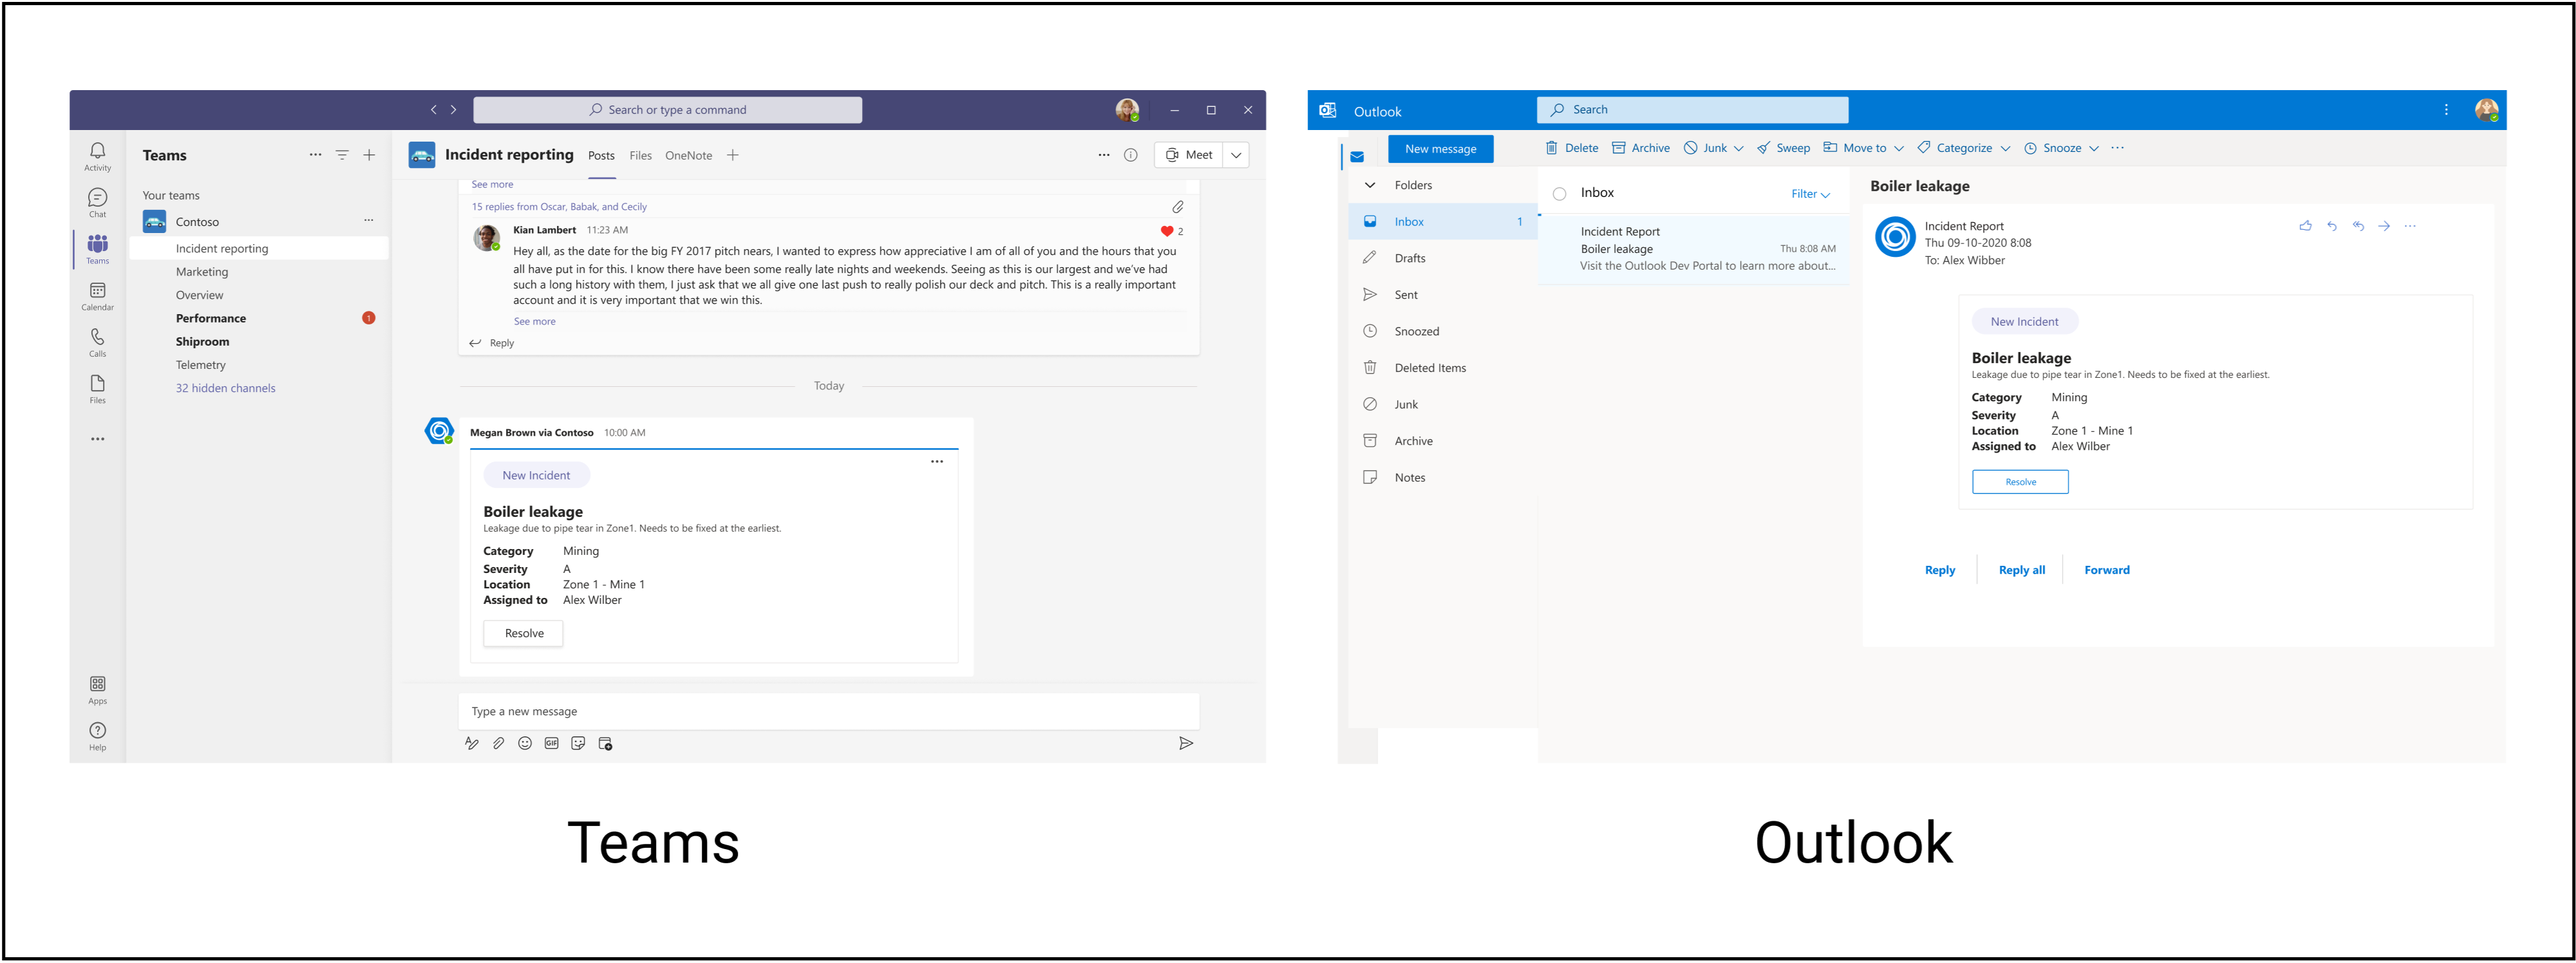 Search or type a command
Activity
Chat
Teams
Calendar
Calls
Files
Apps
Help
Teams
Your teams
Contoso
Incident reporting
Marketing
Overview
Performance 1
Shiproom
Telemetry
32 hidden channels
Incident reporting Posts Files OneNote Meet
See more
15 replies from Oscar, Babak, and Cecily
Kian Lambert 11:23 AM 2
Hey all, as the date for the big FY 2017 pitch nears, I wanted to express how appreciative I am of all of you and the hours that you
all have put in for this. I know there have been some really late nights and weekends. Seeing as this is our largest and we've had
such a long history with them, I just ask that we all give one last push to really polish our deck and pitch. This is a really important
account and it is very important that we win this.
See more
Reply
Today
Megan Brown via Contoso 10:00 AM
New Incident
Boiler leakage
Leakage due to pipe tear in Zone1. Needs to be fixed at the earliest.
Category Mining
Severity A
Location Zone 1 - Mine 1
Assigned to Alex Wilber
Resolve
Type a new message
GIF
Teams
Outlook
Search
New message
Delete Archive Junk Sweep Move to Categorize Snooze
Folders
Inbox 1
Drafts
Sent
Snoozed
Deleted Items
Junk
Archive
Notes
Inbox Filter
Incident Report
Boiler leakage Thu 8:08 AM
Visit the Outlook Dev Portal to learn more about...
Boiler leakage
Incident Report
Thu 09-10-2020 8:08
To: Alex Wibber
New Incident
Boiler leakage
Leakage due to pipe tear in Zone1. Needs to be fixed at the earliest.
Category Mining
Severity A
Location Zone 1 - Mine 1
Assigned to Alex Wilber
Resolve
Reply Reply all Forward
Outlook